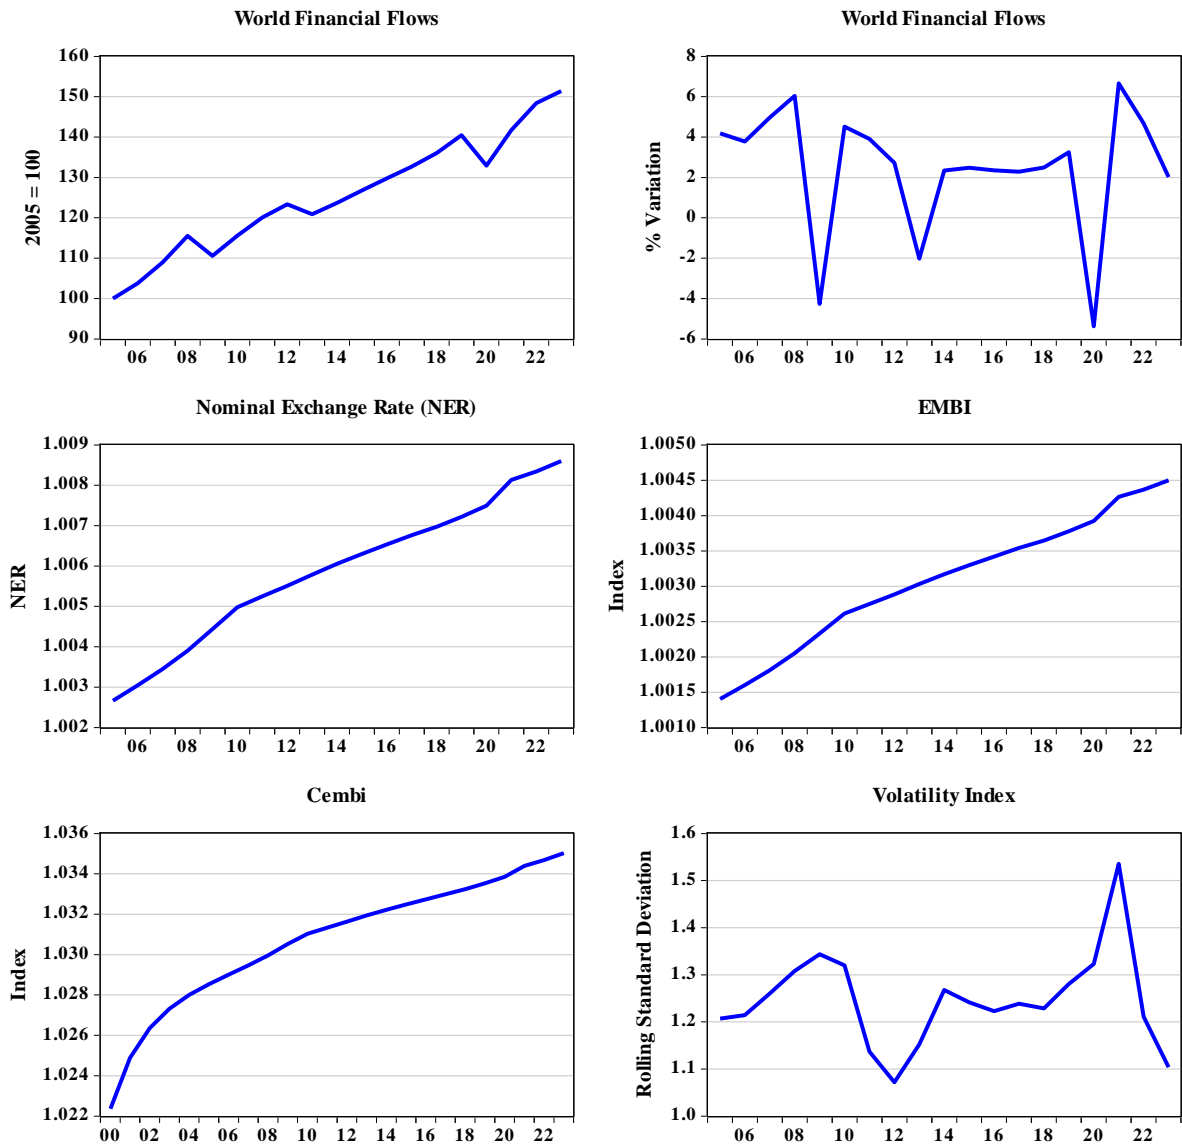 World Financial Flows
160
150
140
130
120
110
100
90
2005 = 100
06 08 10 12 14 16 18 20 22
World Financial Flows
8
6
4
2
0
-2
-4
-6
% Variation
06 08 10 12 14 16 18 20 22
Nominal Exchange Rate (NER)
1.009
1.008
1.007
1.006
1.005
1.004
1.003
1.002
NER
06 08 10 12 14 16 18 20 22
EMBI
1.0050
1.0045
1.0040
1.0035
1.0030
1.0025
1.0020
1.0015
1.0010
Index
06 08 10 12 14 16 18 20 22
Cembi
1.036
1.034
1.032
1.030
1.028
1.026
1.024
1.022
Index
00 02 04 06 08 10 12 14 16 18 20 22
Volatility Index
1.6
1.5
1.4
1.3
1.2
1.1
1.0
Rolling Standard Deviation
06 08 10 12 14 16 18 20 22